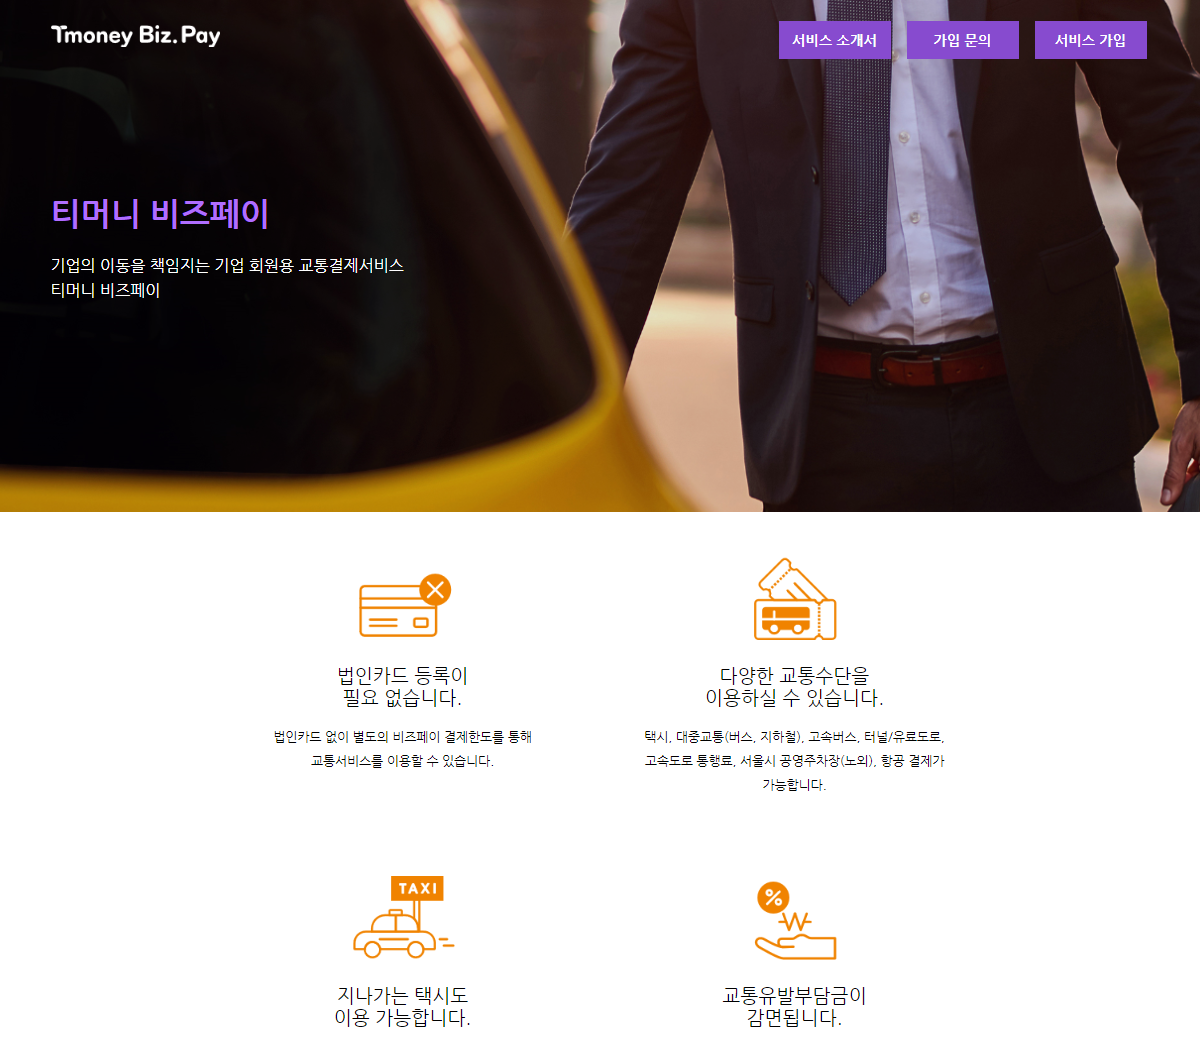 Tmoney Biz.Pay
서비스 소개서
가입 문의
서비스 가입
티머니 비즈페이
기업의 이동을 책임지는 기업 회원용 교통결제서비스
티머니 비즈페이
법인카드 등록이
필요 없습니다.
법인카드 없이 별도의 비즈페이 결제한도를 통해
교통서비스를 이용할 수 있습니다.
다양한 교통수단을
이용하실 수 있습니다.
택시, 대중교통(버스, 지하철), 고속버스, 터널/유료도로,
고속도로 통행료, 서울시 공영주차장(노외), 항공 결제가
가능합니다.
TAXI
지나가는 택시도
이용 가능합니다.
%
₩
교통유발부담금이
감면됩니다.